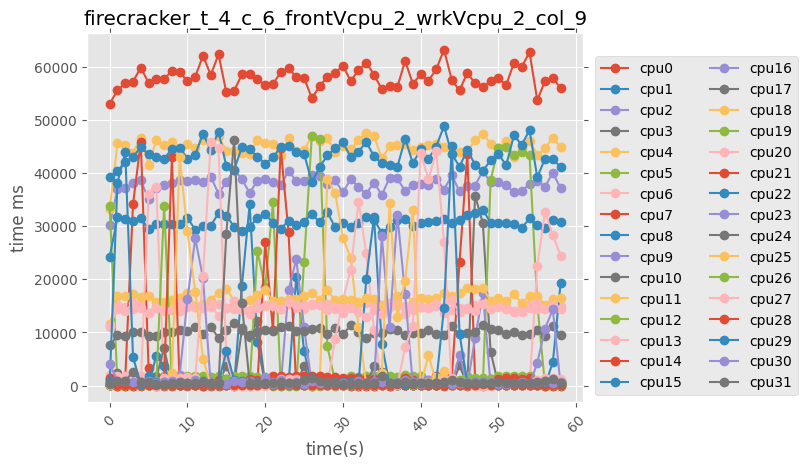 firecracker_t_4_c_6_frontVcpu_2_wrkVcpu_2_col_9
time ms
60000
50000
40000
30000
20000
10000
0
0
10
20
30
40
50
60
time(s)
cpu0
cpu1
cpu2
cpu3
cpu4
cpu5
cpu6
cpu7
cpu8
cpu9
cpu10
cpu11
cpu12
cpu13
cpu14
cpu15
cpu16
cpu17
cpu18
cpu19
cpu20
cpu21
cpu22
cpu23
cpu24
cpu25
cpu26
cpu27
cpu28
cpu29
cpu30
cpu31